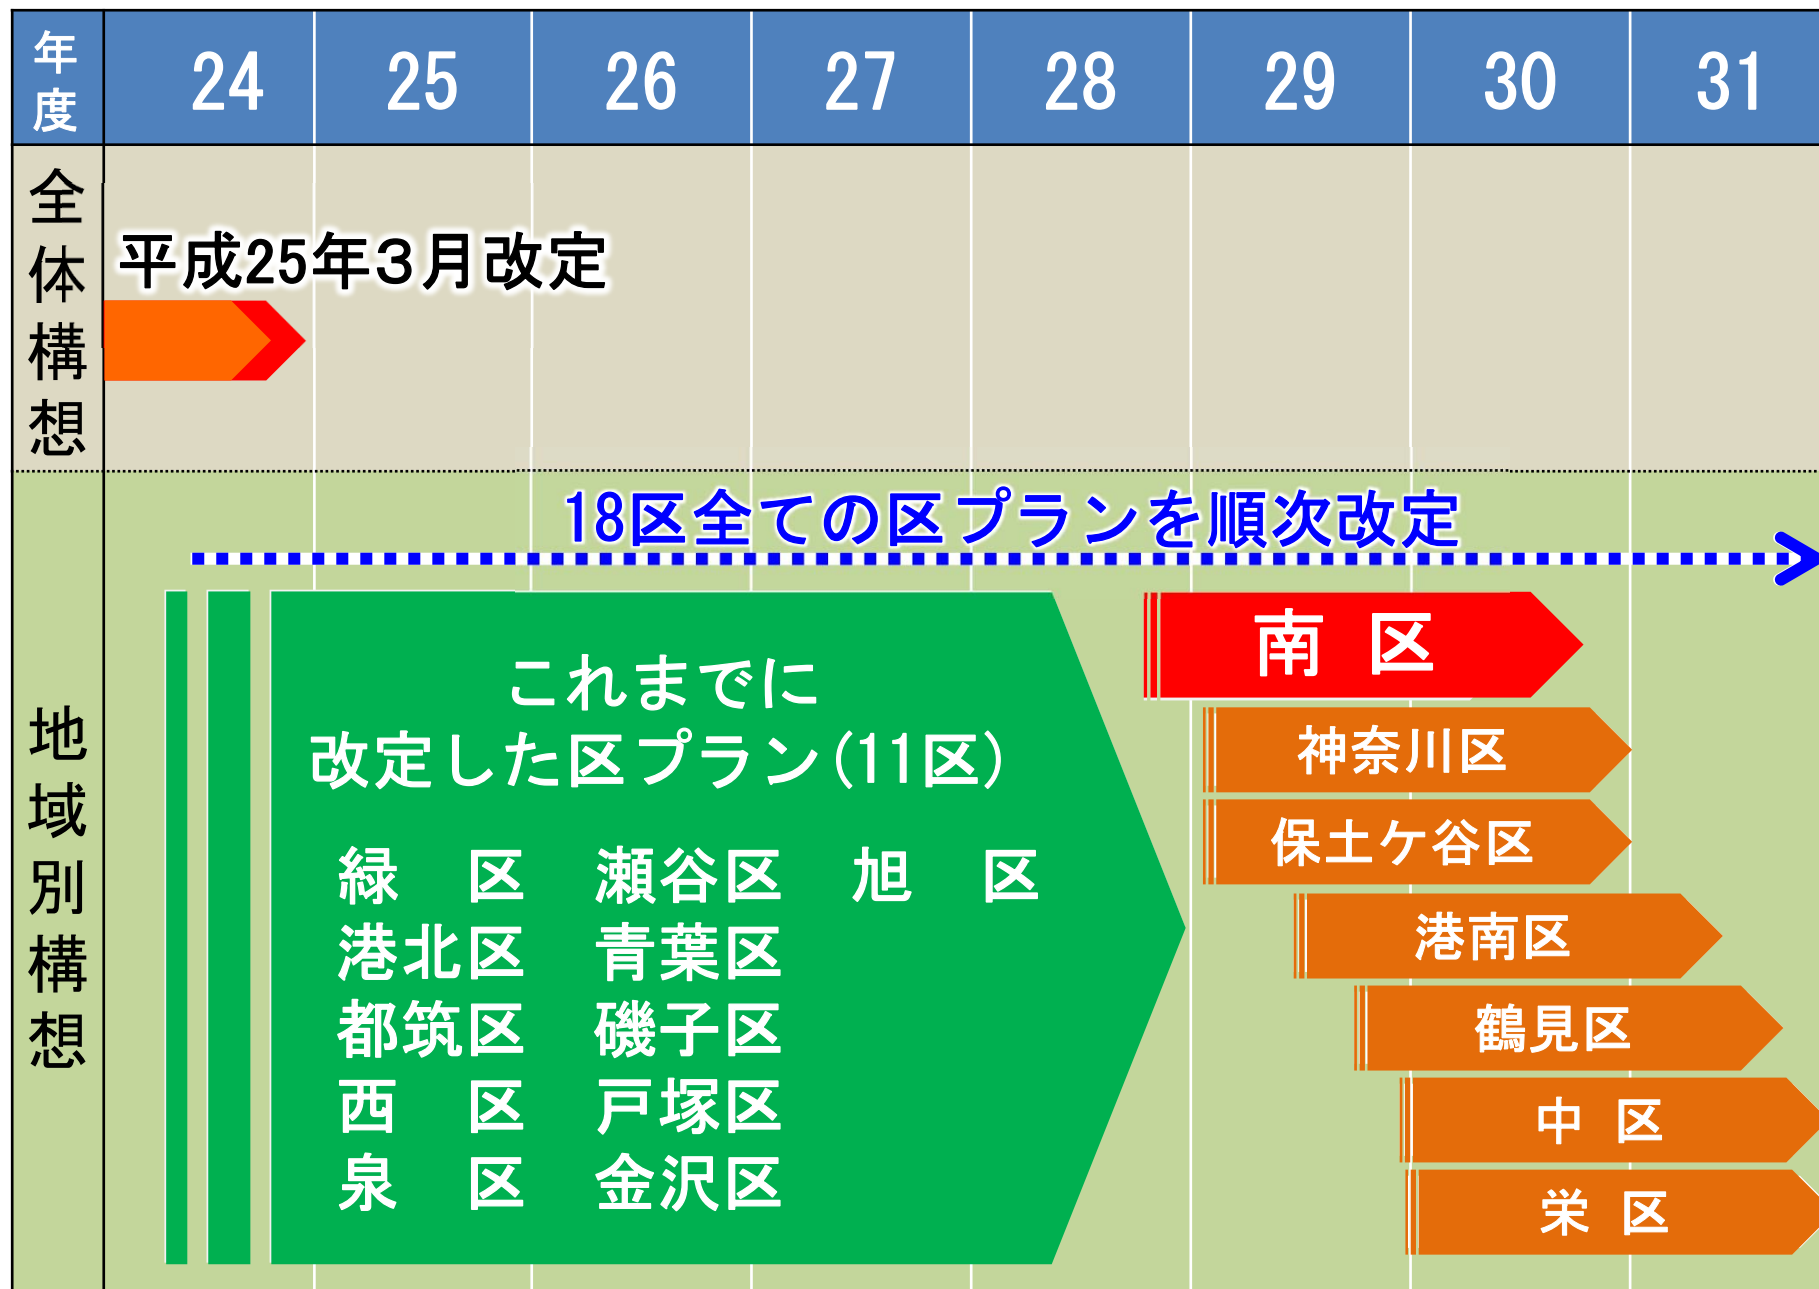 年度 24 25 26 27 28 29 30 31
全体構想
平成25年３月改定
地域別構想
18区全ての区プランを順次改定
これまでに
改定した区プラン(11区)
緑　区 瀬谷区 旭　区
港北区 青葉区
都筑区 磯子区
西　区 戸塚区
泉　区 金沢区
南 区
神奈川区
保土ケ谷区
港南区
鶴見区
中 区
栄 区